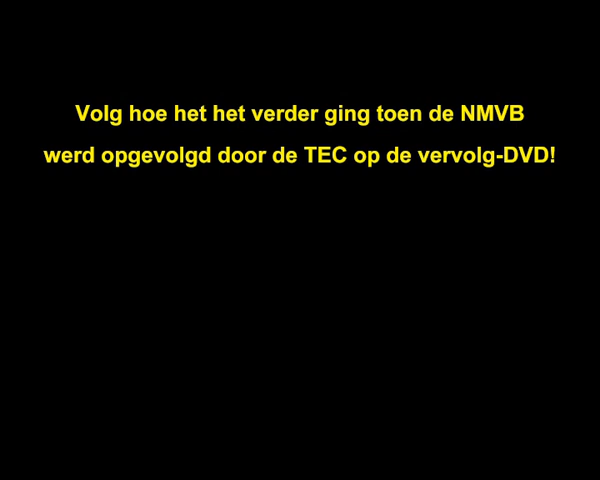 Volg hoe het het verder ging toen de NMVB
werd opgevolgd door de TEC op de vervolg-DVD!